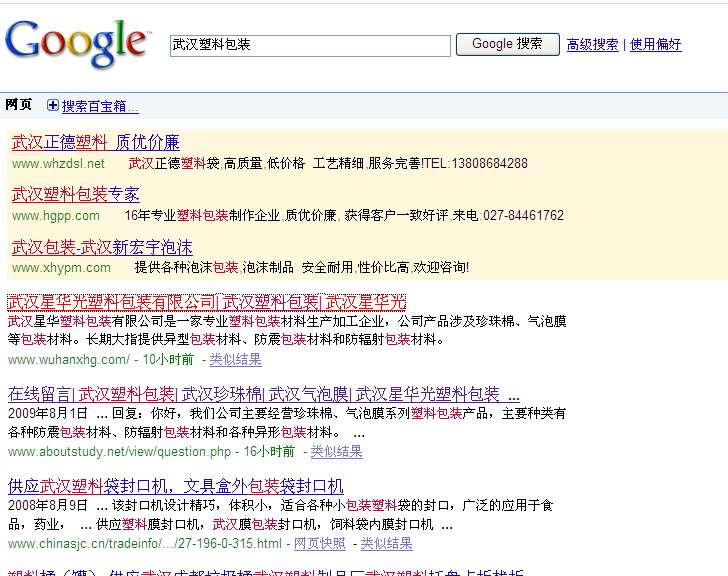 Google™
武汉塑料包装
Google 搜索
高级搜索 | 使用偏好
网页 搜索百宝箱...
武汉正德塑料 质优价廉
www.whzdsl.net 武汉正德塑料袋,高质量,低价格 工艺精细,服务完善!TEL:13808684288
武汉塑料包装专家
www.hgpp.com 16年专业塑料包装制作企业,质优价廉, 获得客户一致好评,来电:027-84461762
武汉包装-武汉新宏宇泡沫
www.xhypm.com 提供各种泡沫包装,泡沫制品 安全耐用,性价比高,欢迎咨询!
武汉星华光塑料包装有限公司| 武汉塑料包装| 武汉星华光
武汉星华塑料包装有限公司是一家专业塑料包装材料生产加工企业，公司产品涉及珍珠棉、气泡膜
等包装材料。长期大指提供异型包装材料、防震包装材料和防辐射包装材料。
www.wuhanxhg.com/ - 10小时前 - 类似结果
在线留言| 武汉塑料包装| 武汉珍珠棉| 武汉气泡膜| 武汉星华光塑料包装 ...
2009年8月1日 ... 回复：你好，我们公司主要经营珍珠棉、气泡膜系列塑料包装产品，主要种类有
各种防震包装材料、防辐射包装材料和各种异形包装材料。 ...
www.aboutstudy.net/view/question.php - 16小时前 - 类似结果
供应武汉塑料袋封口机，文具盒外包装袋封口机
2008年8月9日 ... 该封口机设计精巧，体积小，适合各种小包装塑料袋的封口，广泛的应用于食
品，药业， ... 供应塑料膜封口机，武汉膜包装封口机，饲料袋内膜封口机 ...
www.chinasjc.cn/tradeinfo/.../27-196-0-315.html - 网页快照 - 类似结果